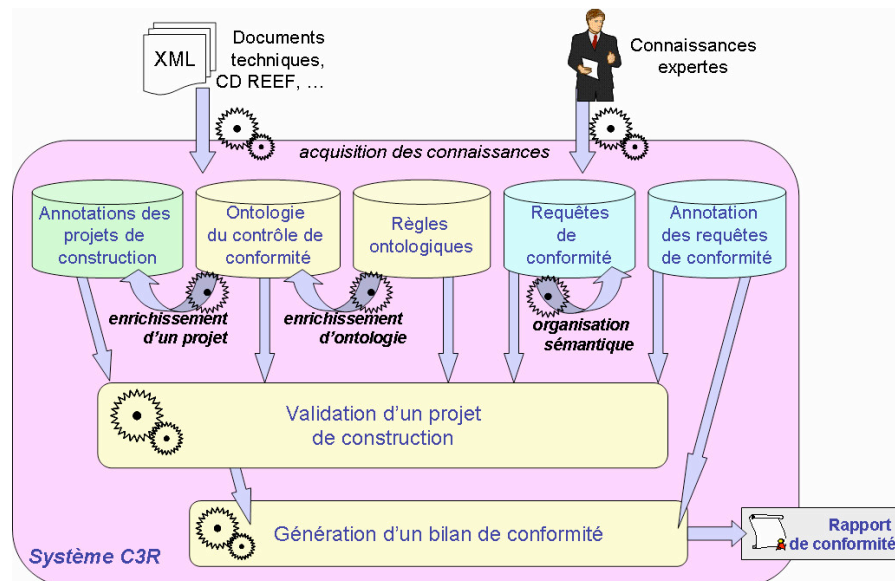 XML
Documents
techniques,
CD REEF, …
Connaissances
expertes
acquisition des connaissances
Annotations des
projets de
construction
Ontologie
du contrôle de
conformité
Règles
ontologiques
Requêtes
de
conformité
Annotation
des requêtes
de conformité
enrichissement
d'un projet
enrichissement
d'ontologie
organisation
sémantique
Validation d'un projet
de construction
Génération d'un bilan de conformité
Rapport
de conformité
Système C3R